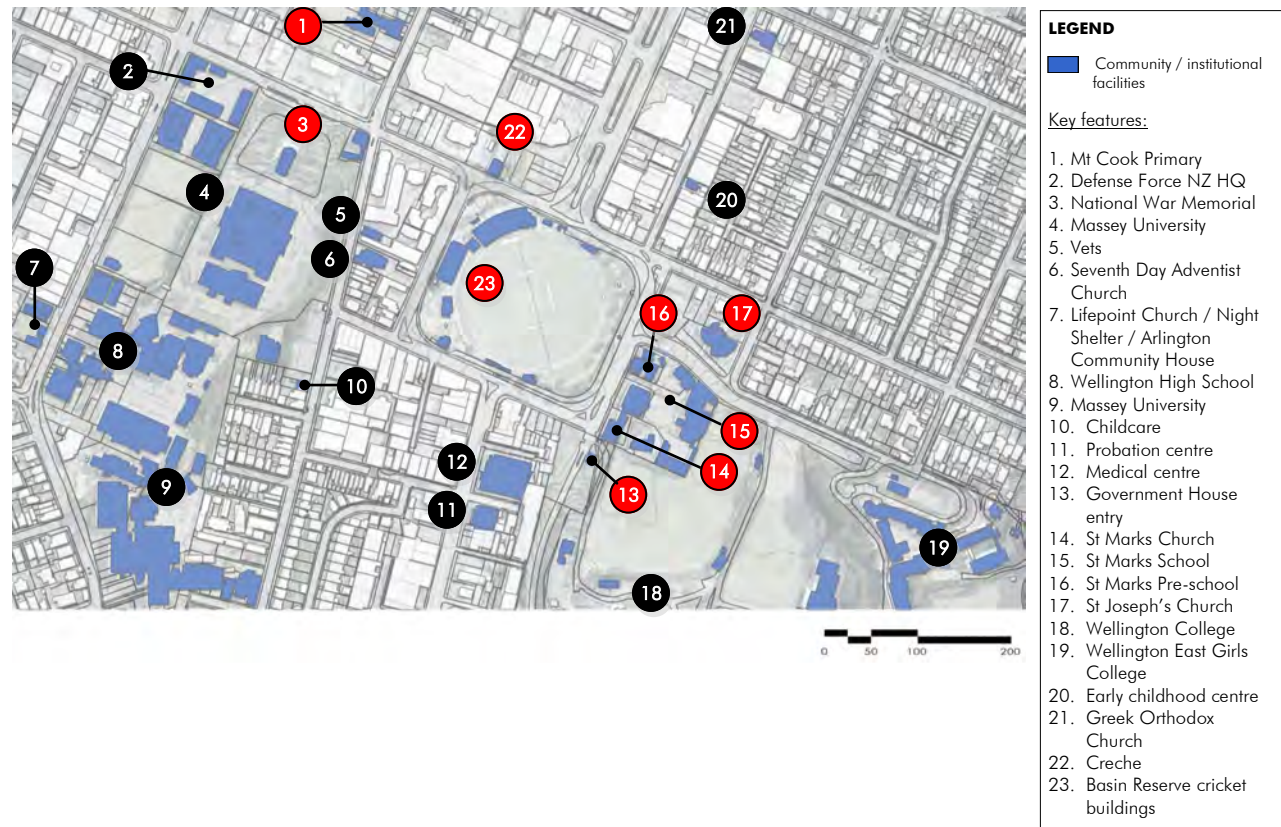 1
2
3
4
5
6
7
8
9
10
11
12
13
14
15
16
17
18
19
20
21
22
23
0 50 100 200
LEGEND
Community / institutional
facilities
Key features:
1. Mt Cook Primary
2. Defense Force NZ HQ
3. National War Memorial
4. Massey University
5. Vets
6. Seventh Day Adventist
Church
7. Lifepoint Church / Night
Shelter / Arlington
Community House
8. Wellington High School
9. Massey University
10. Childcare
11. Probation centre
12. Medical centre
13. Government House
entry
14. St Marks Church
15. St Marks School
16. St Marks Pre-school
17. St Joseph's Church
18. Wellington College
19. Wellington East Girls
College
20. Early childhood centre
21. Greek Orthodox
Church
22. Creche
23. Basin Reserve cricket
buildings